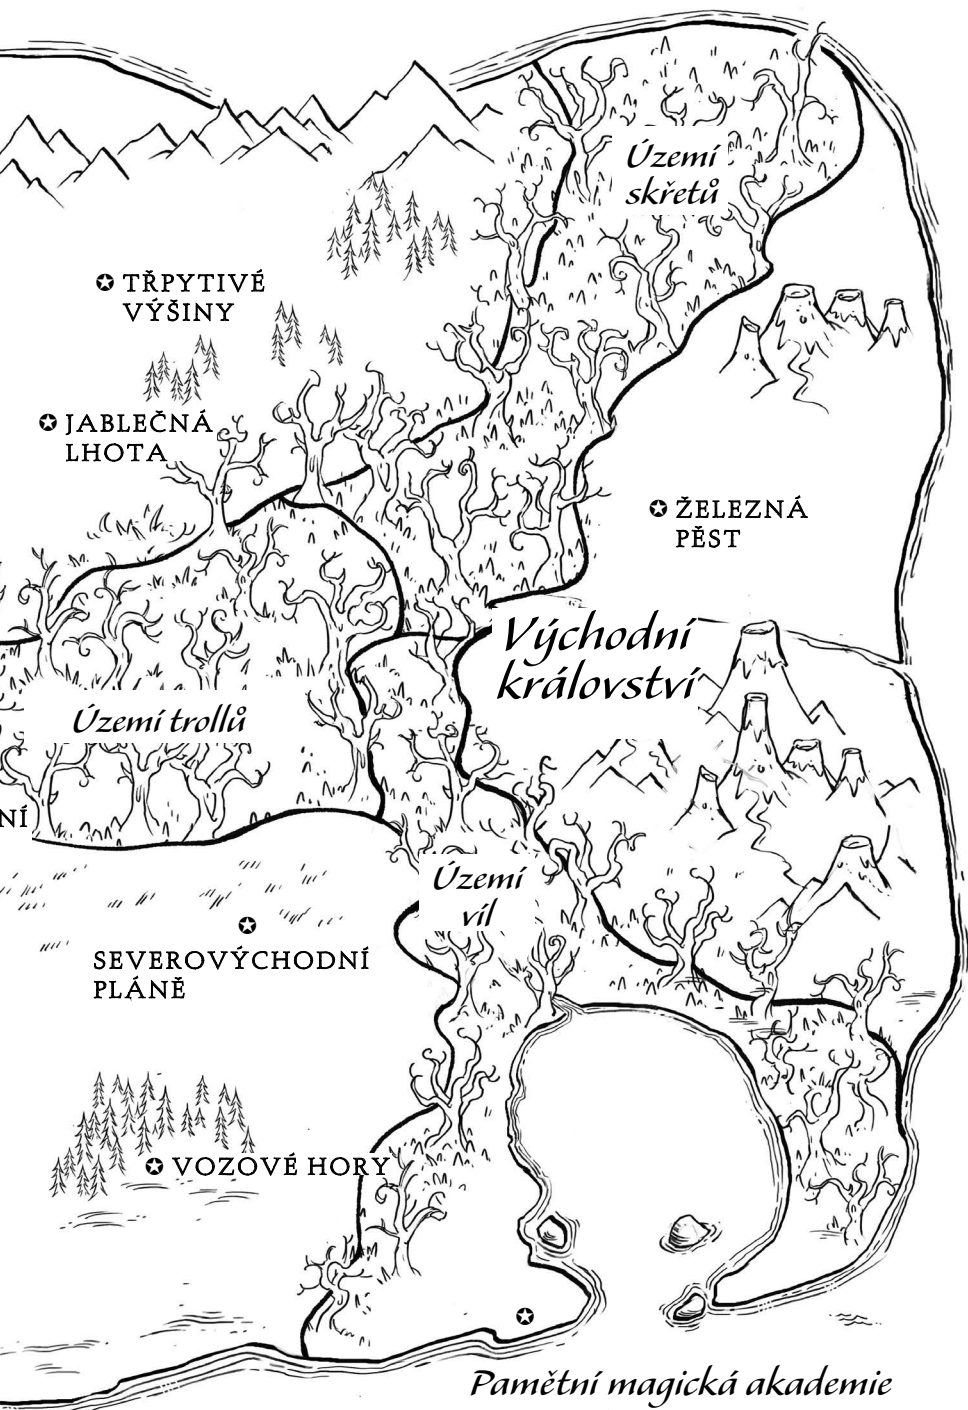 Území
skřetů
TŘPYTIVÉ
VÝŠINY
JABLEČNÁ
LHOTA
ŽELEZNÁ
PĚST
Východní
království
Území trollů
NÍ
Území
víl
SEVEROVÝCHODNÍ
PLÁNĚ
VOZOVÉ HORY
Pamětní magická akademie